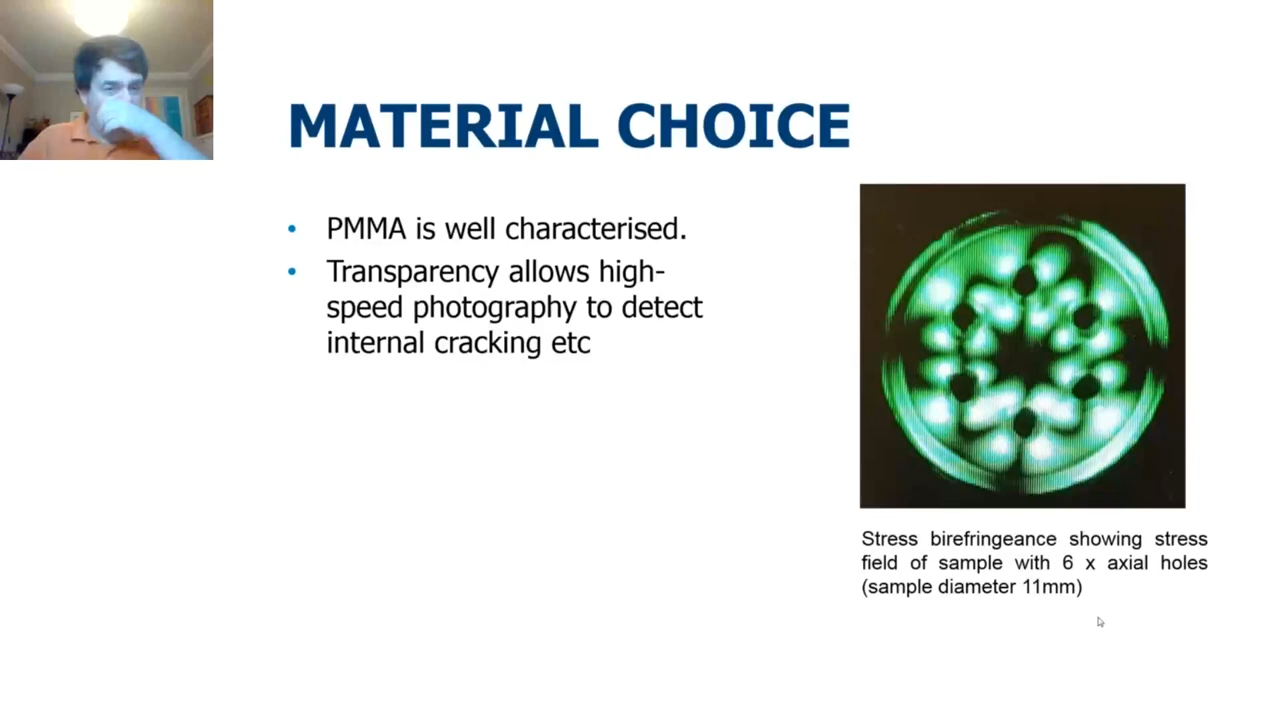 MATERIAL CHOICE
• PMMA is well characterised.
• Transparency allows high-
speed photography to detect
internal cracking etc
Stress birefringeance showing stress
field of sample with 6 x axial holes
(sample diameter 11mm)